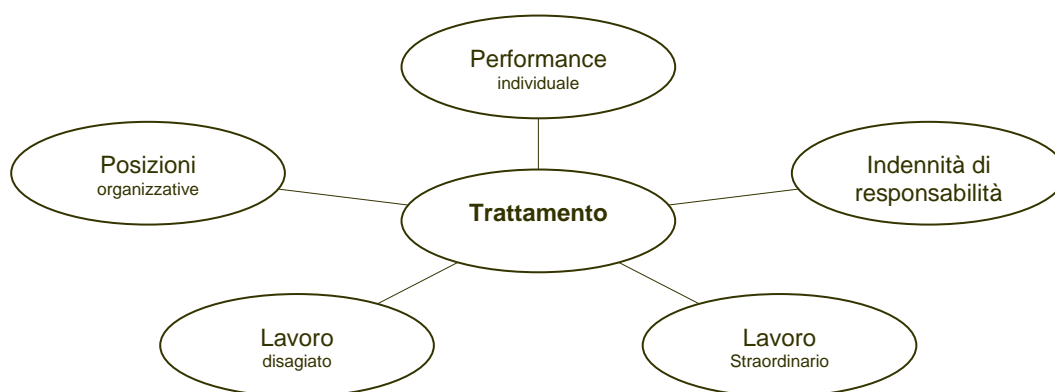 Performance
individuale
Posizioni
organizzative
Indennità di
responsabilità
Trattamento
Lavoro
disagiato
Lavoro
Straordinario